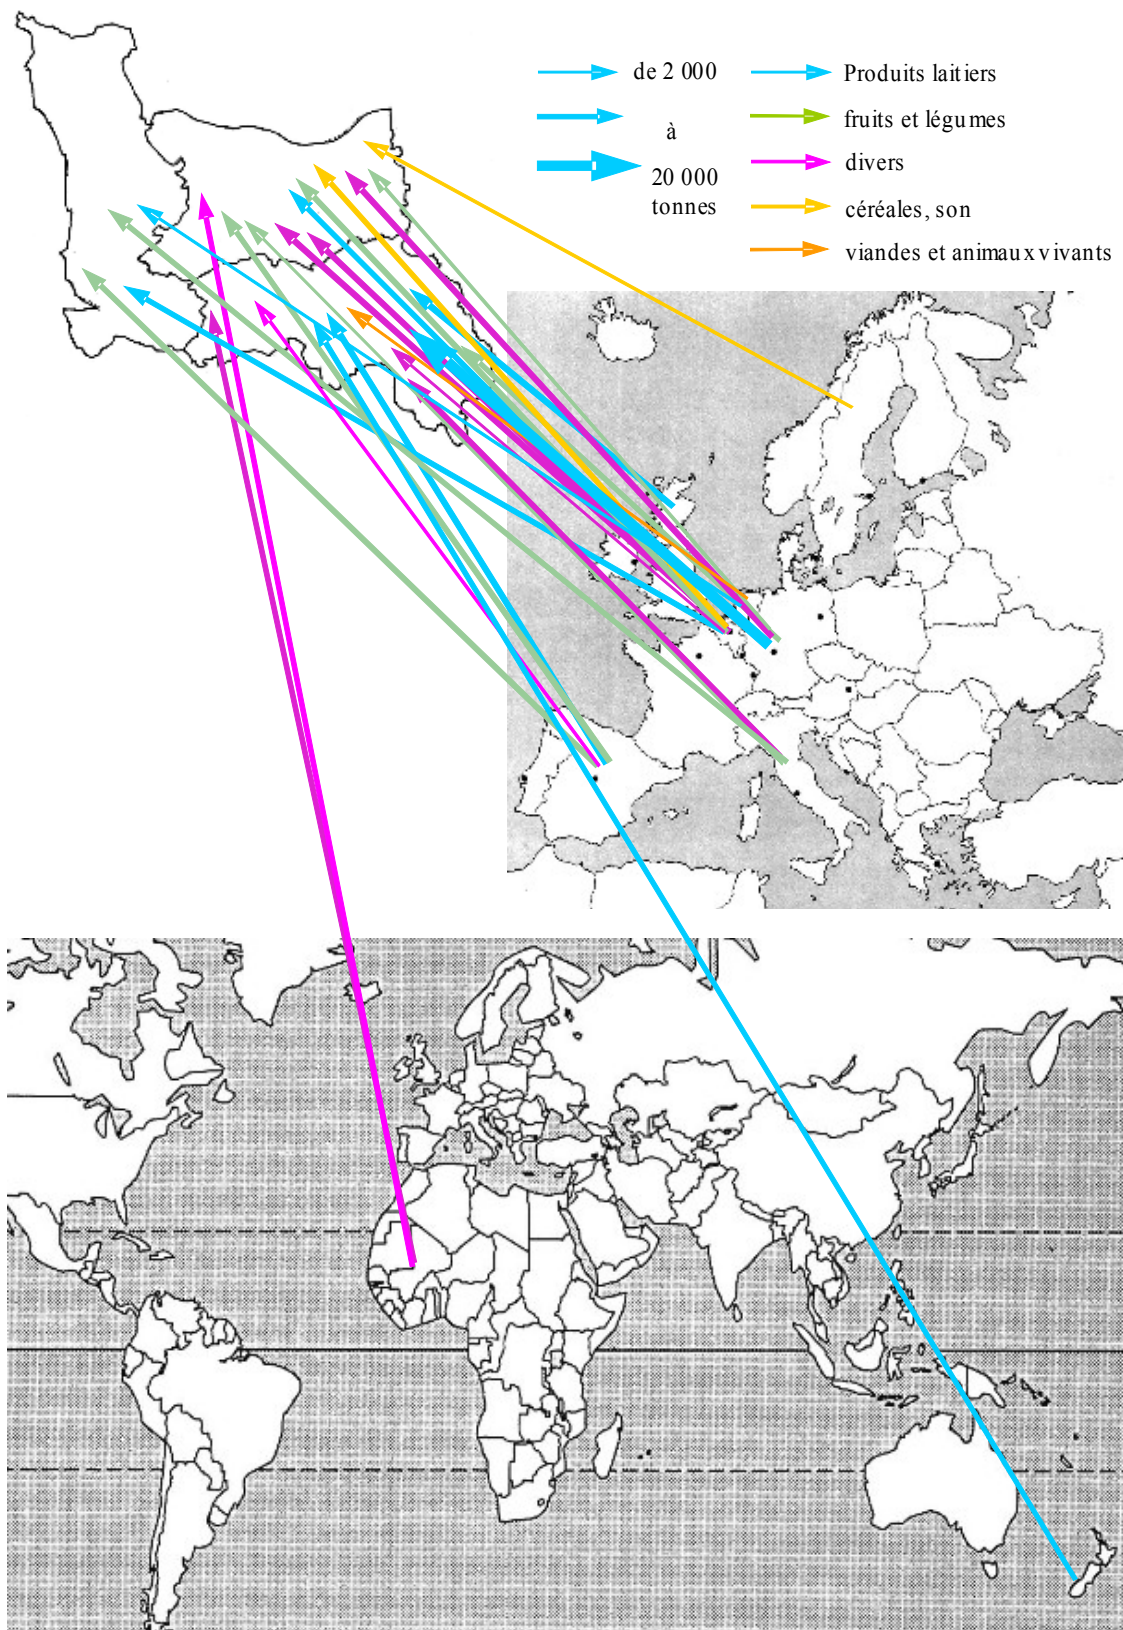 de 2 000
à
20 000
tonnes
Produits laitiers
fruits et légumes
divers
céréales, son
viandes et animaux vivants